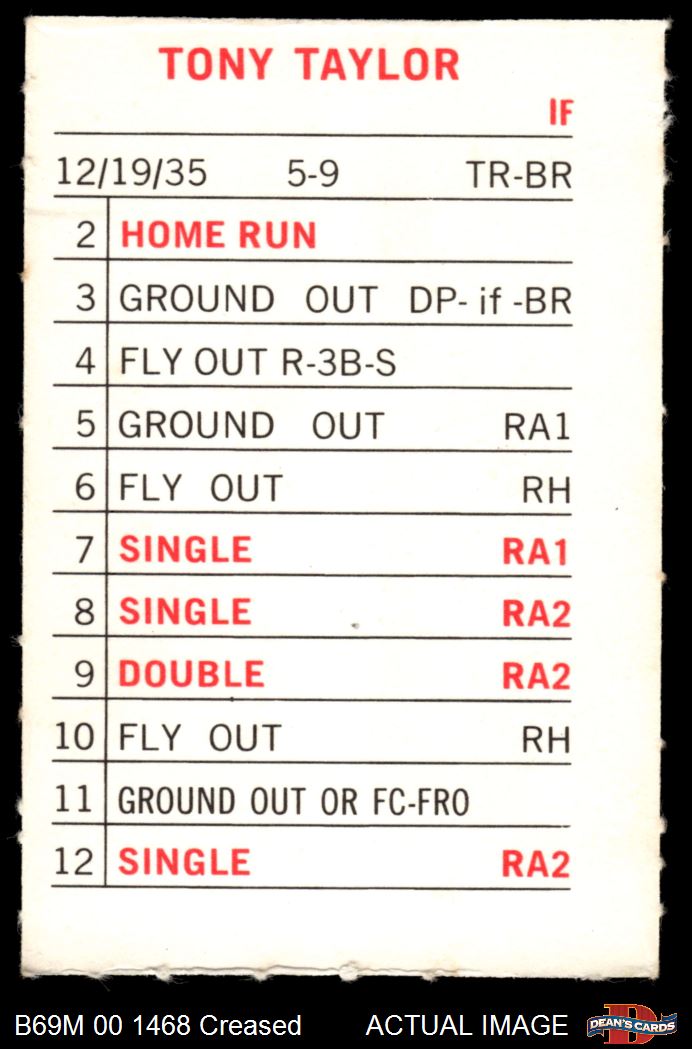 TONY TAYLOR
IF
12/19/35 5-9 TR-BR
2 HOME RUN
3 GROUND OUT DP- if -BR
4 FLY OUT R-3B-S
5 GROUND OUT RA1
6 FLY OUT RH
7 SINGLE RA1
8 SINGLE RA2
9 DOUBLE RA2
10 FLY OUT RH
11 GROUND OUT OR FC-FRO
12 SINGLE RA2
B69M 00 1468 Creased ACTUAL IMAGE D DEAN'S CARDS